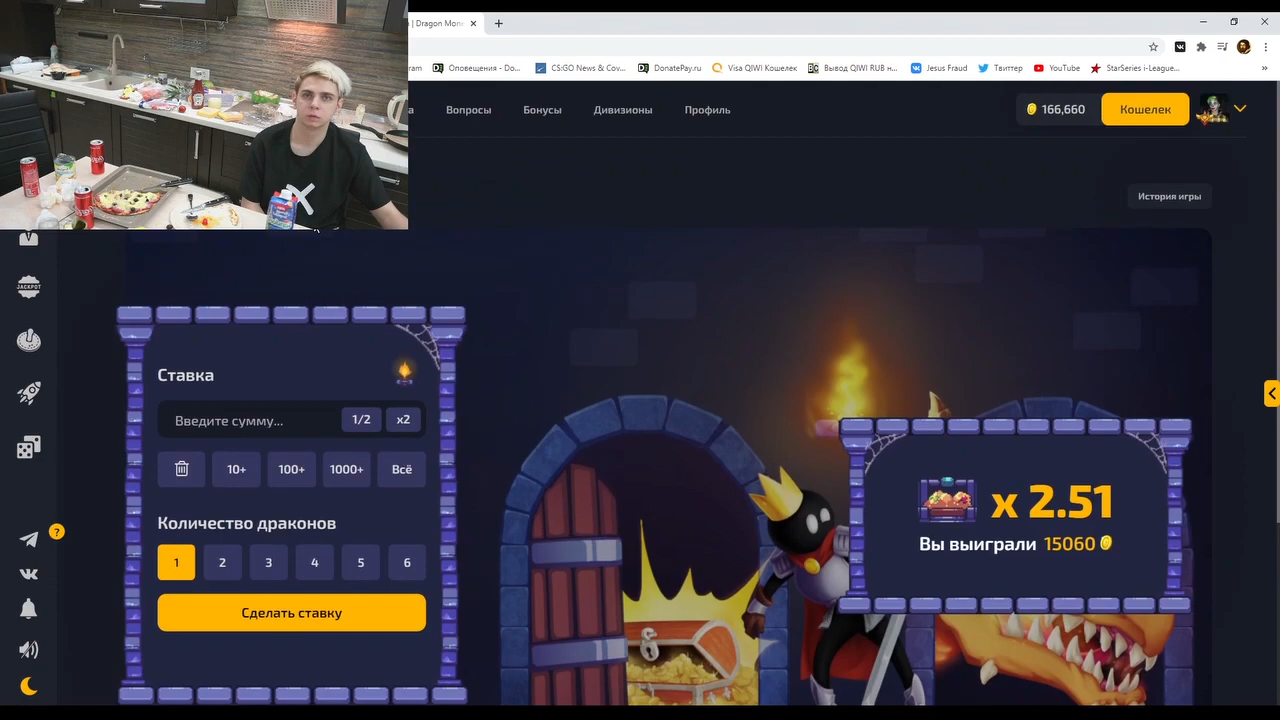 | Dragon Mone
ram
Оповещения - Do...
CS:GO News & Cov...
DonatePay.ru
Visa QIWI Кошелек
Вывод QIWI RUB н...
Jesus Fraud
Твиттер
YouTube
StarSeries i-League...
»
а
Вопросы
Бонусы
Дивизионы
Профиль
166,660
Кошелек
История игры
JACKPOT
Ставка
Введите сумму...
1/2
x2
10+
100+
1000+
Всё
x 2.51
Вы выиграли 15060
Количество драконов
1
2
3
4
5
6
?
Сделать ставку